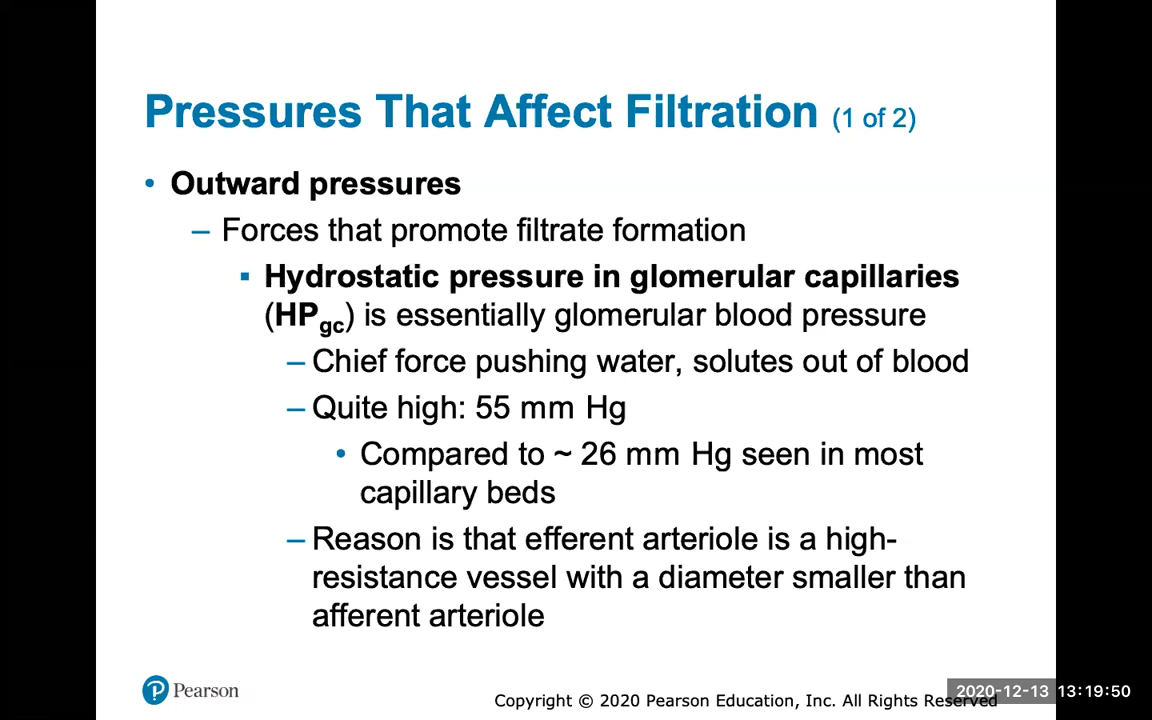 Pressures That Affect Filtration (1 of 2)
• Outward pressures
– Forces that promote filtrate formation
▪ Hydrostatic pressure in glomerular capillaries
(HPgc) is essentially glomerular blood pressure
– Chief force pushing water, solutes out of blood
– Quite high: 55 mm Hg
• Compared to ~ 26 mm Hg seen in most
capillary beds
– Reason is that efferent arteriole is a high-
resistance vessel with a diameter smaller than
afferent arteriole
Pearson
Copyright © 2020 Pearson Education, Inc. All Rights Reserved
2020-12-13 13:19:50